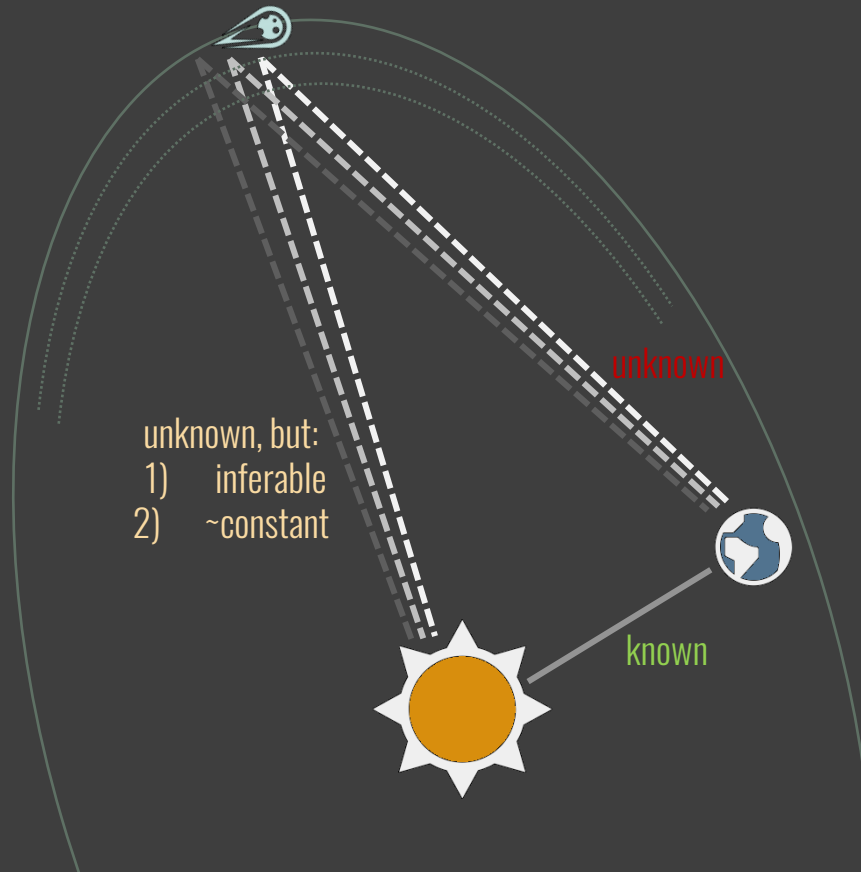 unknown
unknown, but:
1) inferable
2) ~constant
known